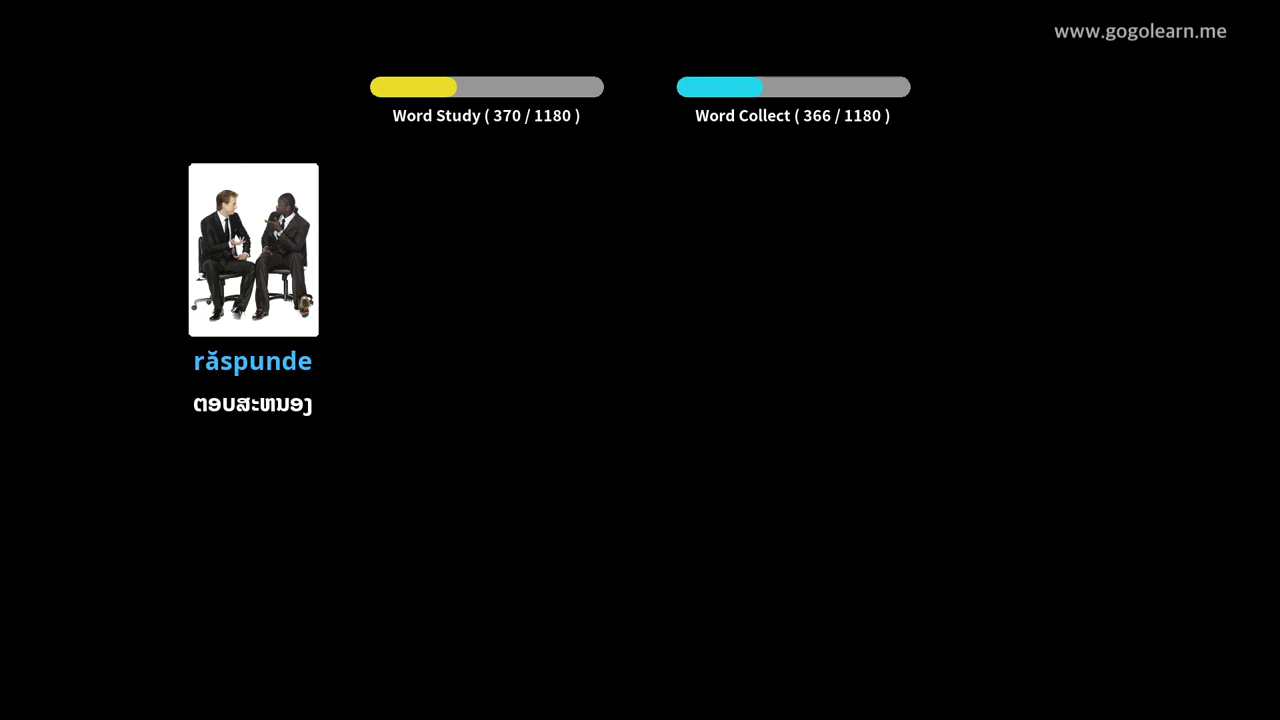 www.gogolearn.me
Word Study ( 370 / 1180 )
Word Collect ( 366 / 1180 )
răspunde
ຕອບສະຫນອງ